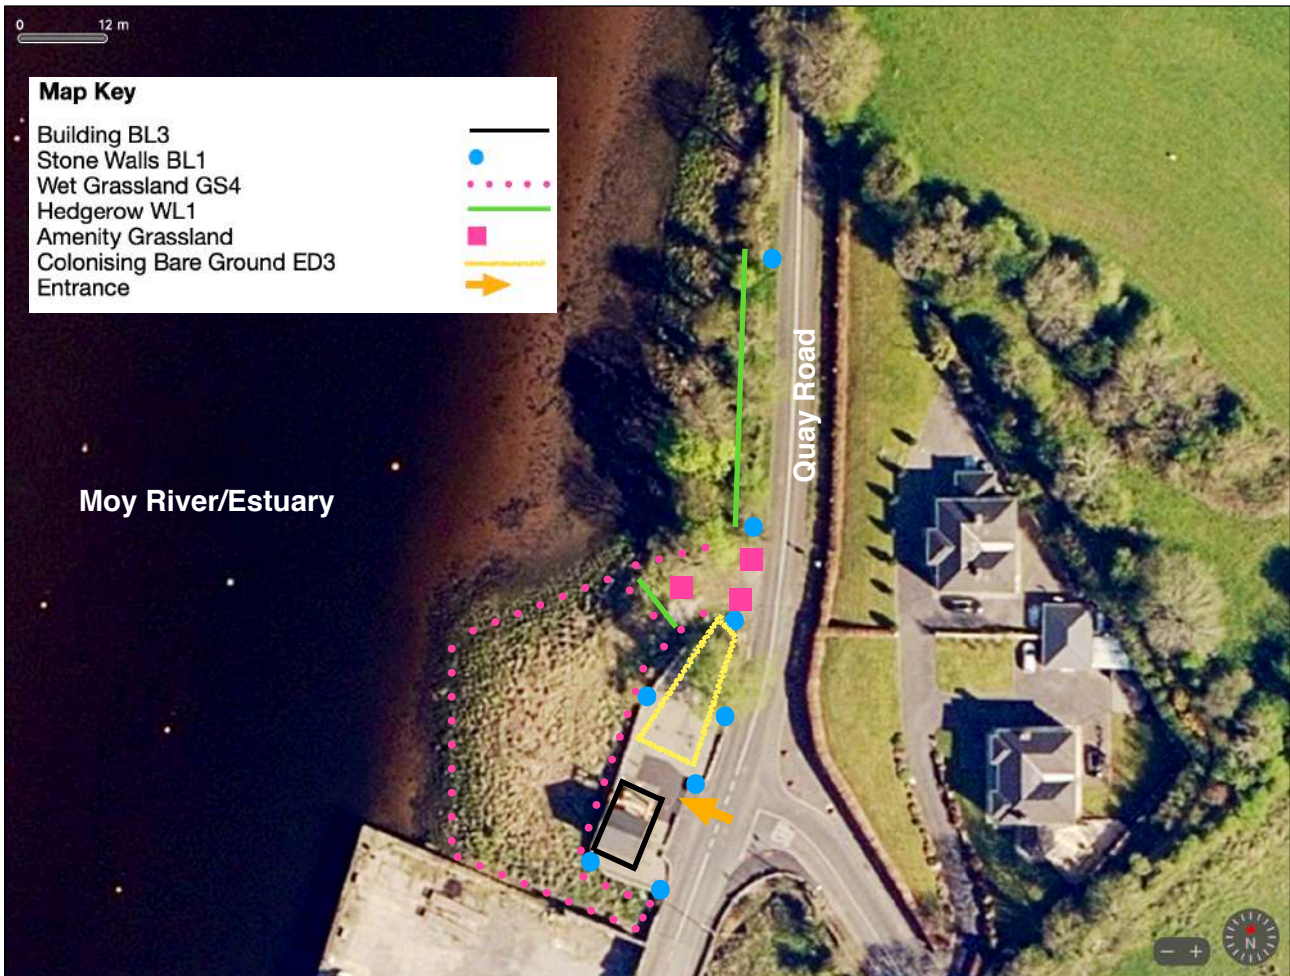 0 12 m
Map Key
Building BL3
Stone Walls BL1
Wet Grassland GS4
Hedgerow WL1
Amenity Grassland
Colonising Bare Ground ED3
Entrance
Quay Road
Moy River/Estuary
N